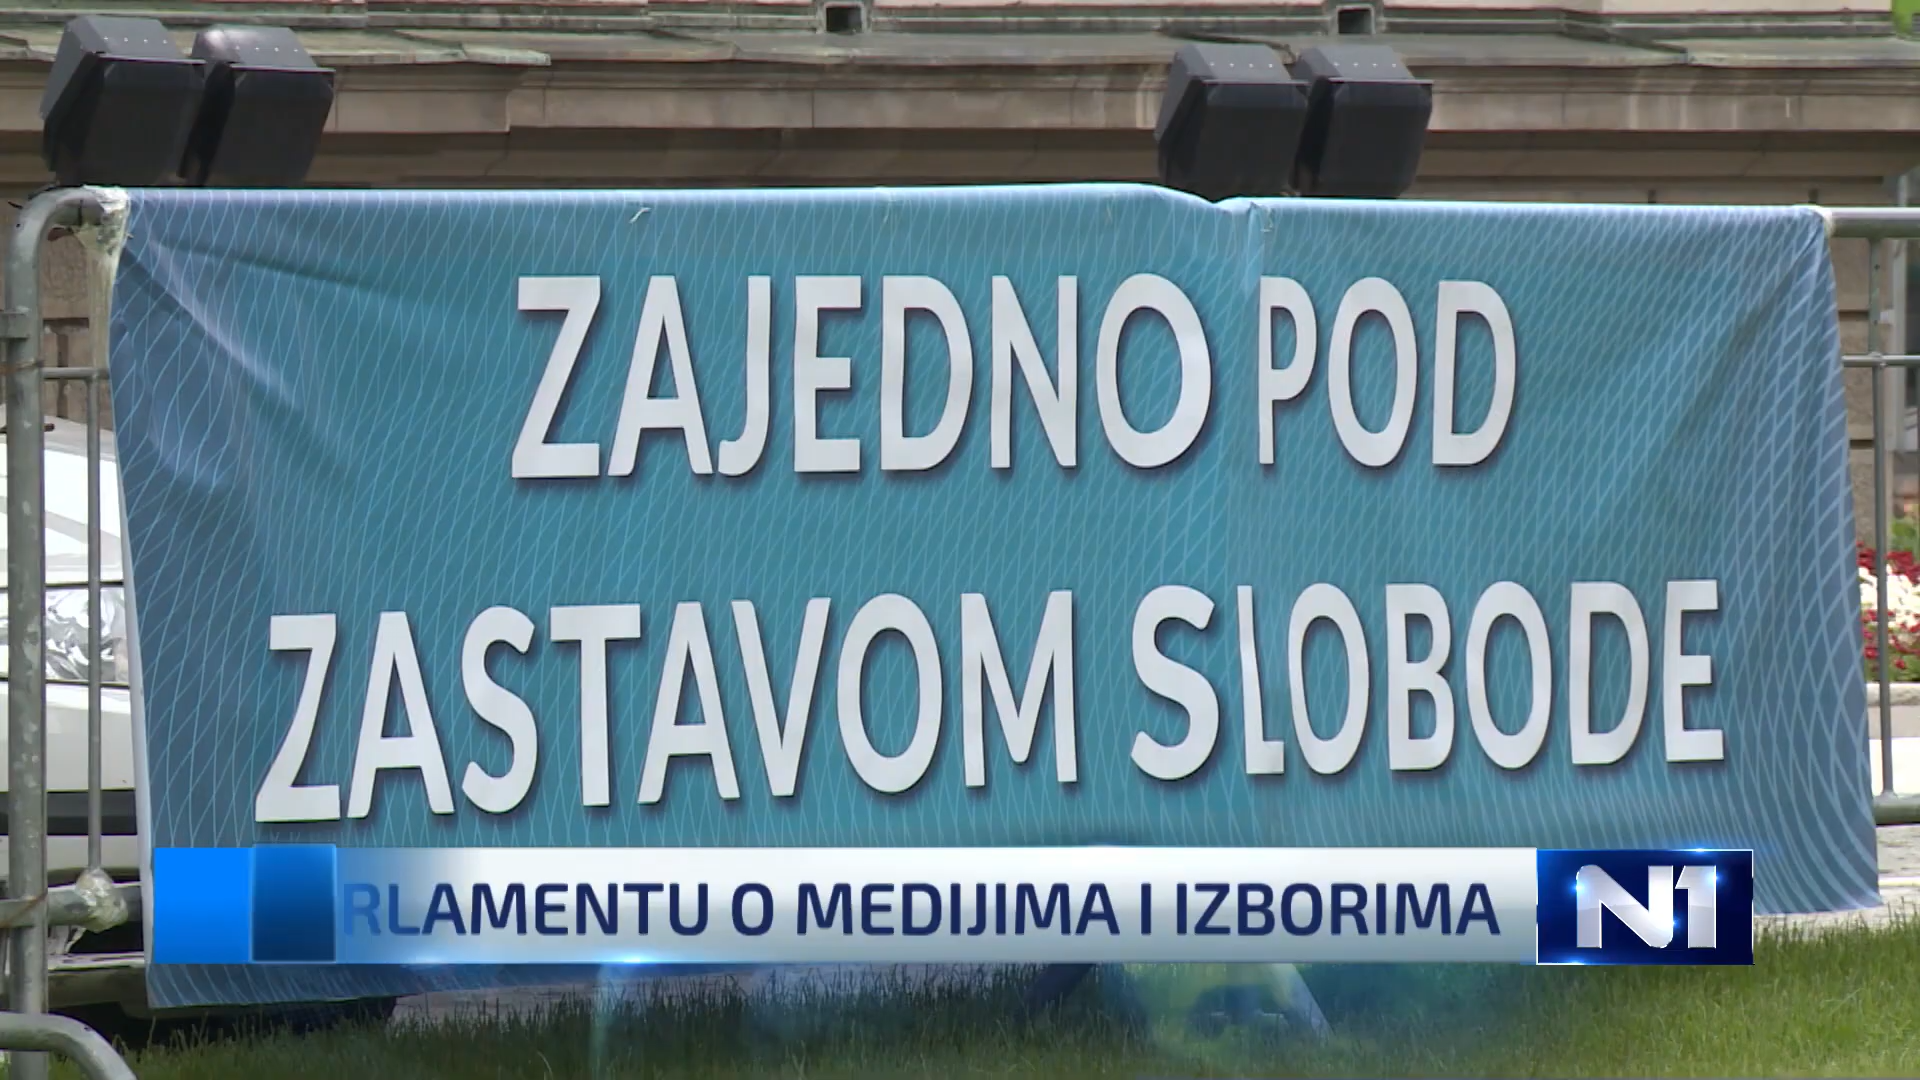 ZAJEDNO POD
ZASTAVOM SLOBODE
RLAMENTU O MEDIJIMA I IZBORIMA
N1